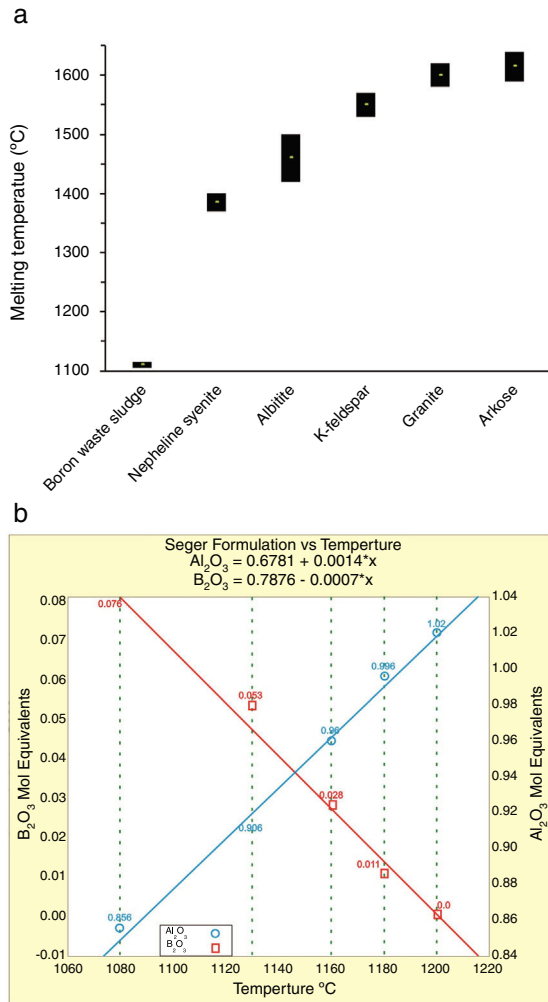 a
Melting temperatue (ºC)
1600
1500
1400
1300
1200
1100
Boron waste sludge
Nepheline syenite
Albitite
K-feldspar
Granite
Arkose
b
Seger Formulation vs Temperture
Al2O3 = 0.6781 + 0.0014*x
B2O3 = 0.7876 - 0.0007*x
B2O3 Mol Equivalents
0.08
0.07
0.06
0.05
0.04
0.03
0.02
0.01
0.00
-0.01
0.076
0.053
0.028
0.011
0.0
0.856
0.906
0.96
0.996
1.02
Al2O3 Mol Equivalents
1.04
1.02
1.00
0.98
0.96
0.94
0.92
0.90
0.88
0.86
0.84
Al2O3
B2O3
1060 1080 1100 1120 1140 1160 1180 1200 1220
Temperture ºC